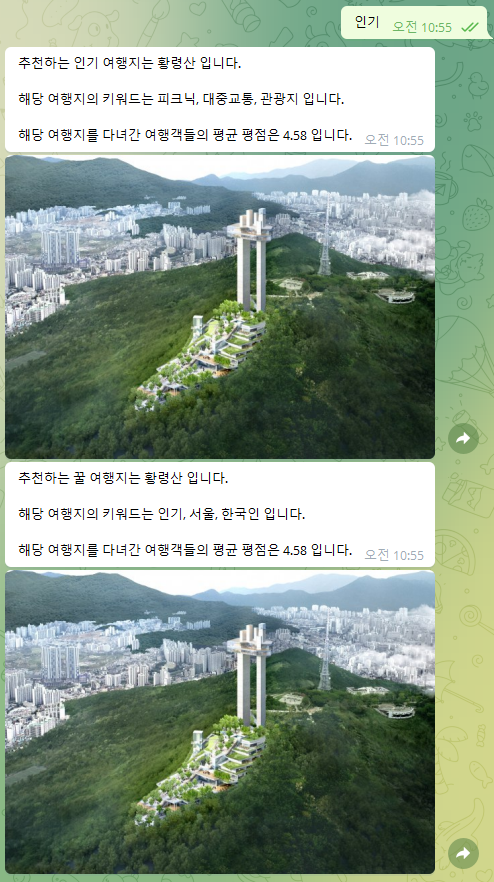 인기 오전 10:55
추천하는 인기 여행지는 황령산 입니다.
해당 여행지의 키워드는 피크닉, 대중교통, 관광지 입니다.
해당 여행지를 다녀간 여행객들의 평균 평점은 4.58 입니다. 오전 10:55
추천하는 꿀 여행지는 황령산 입니다.
해당 여행지의 키워드는 인기, 서울, 한국인 입니다.
해당 여행지를 다녀간 여행객들의 평균 평점은 4.58 입니다. 오전 10:55